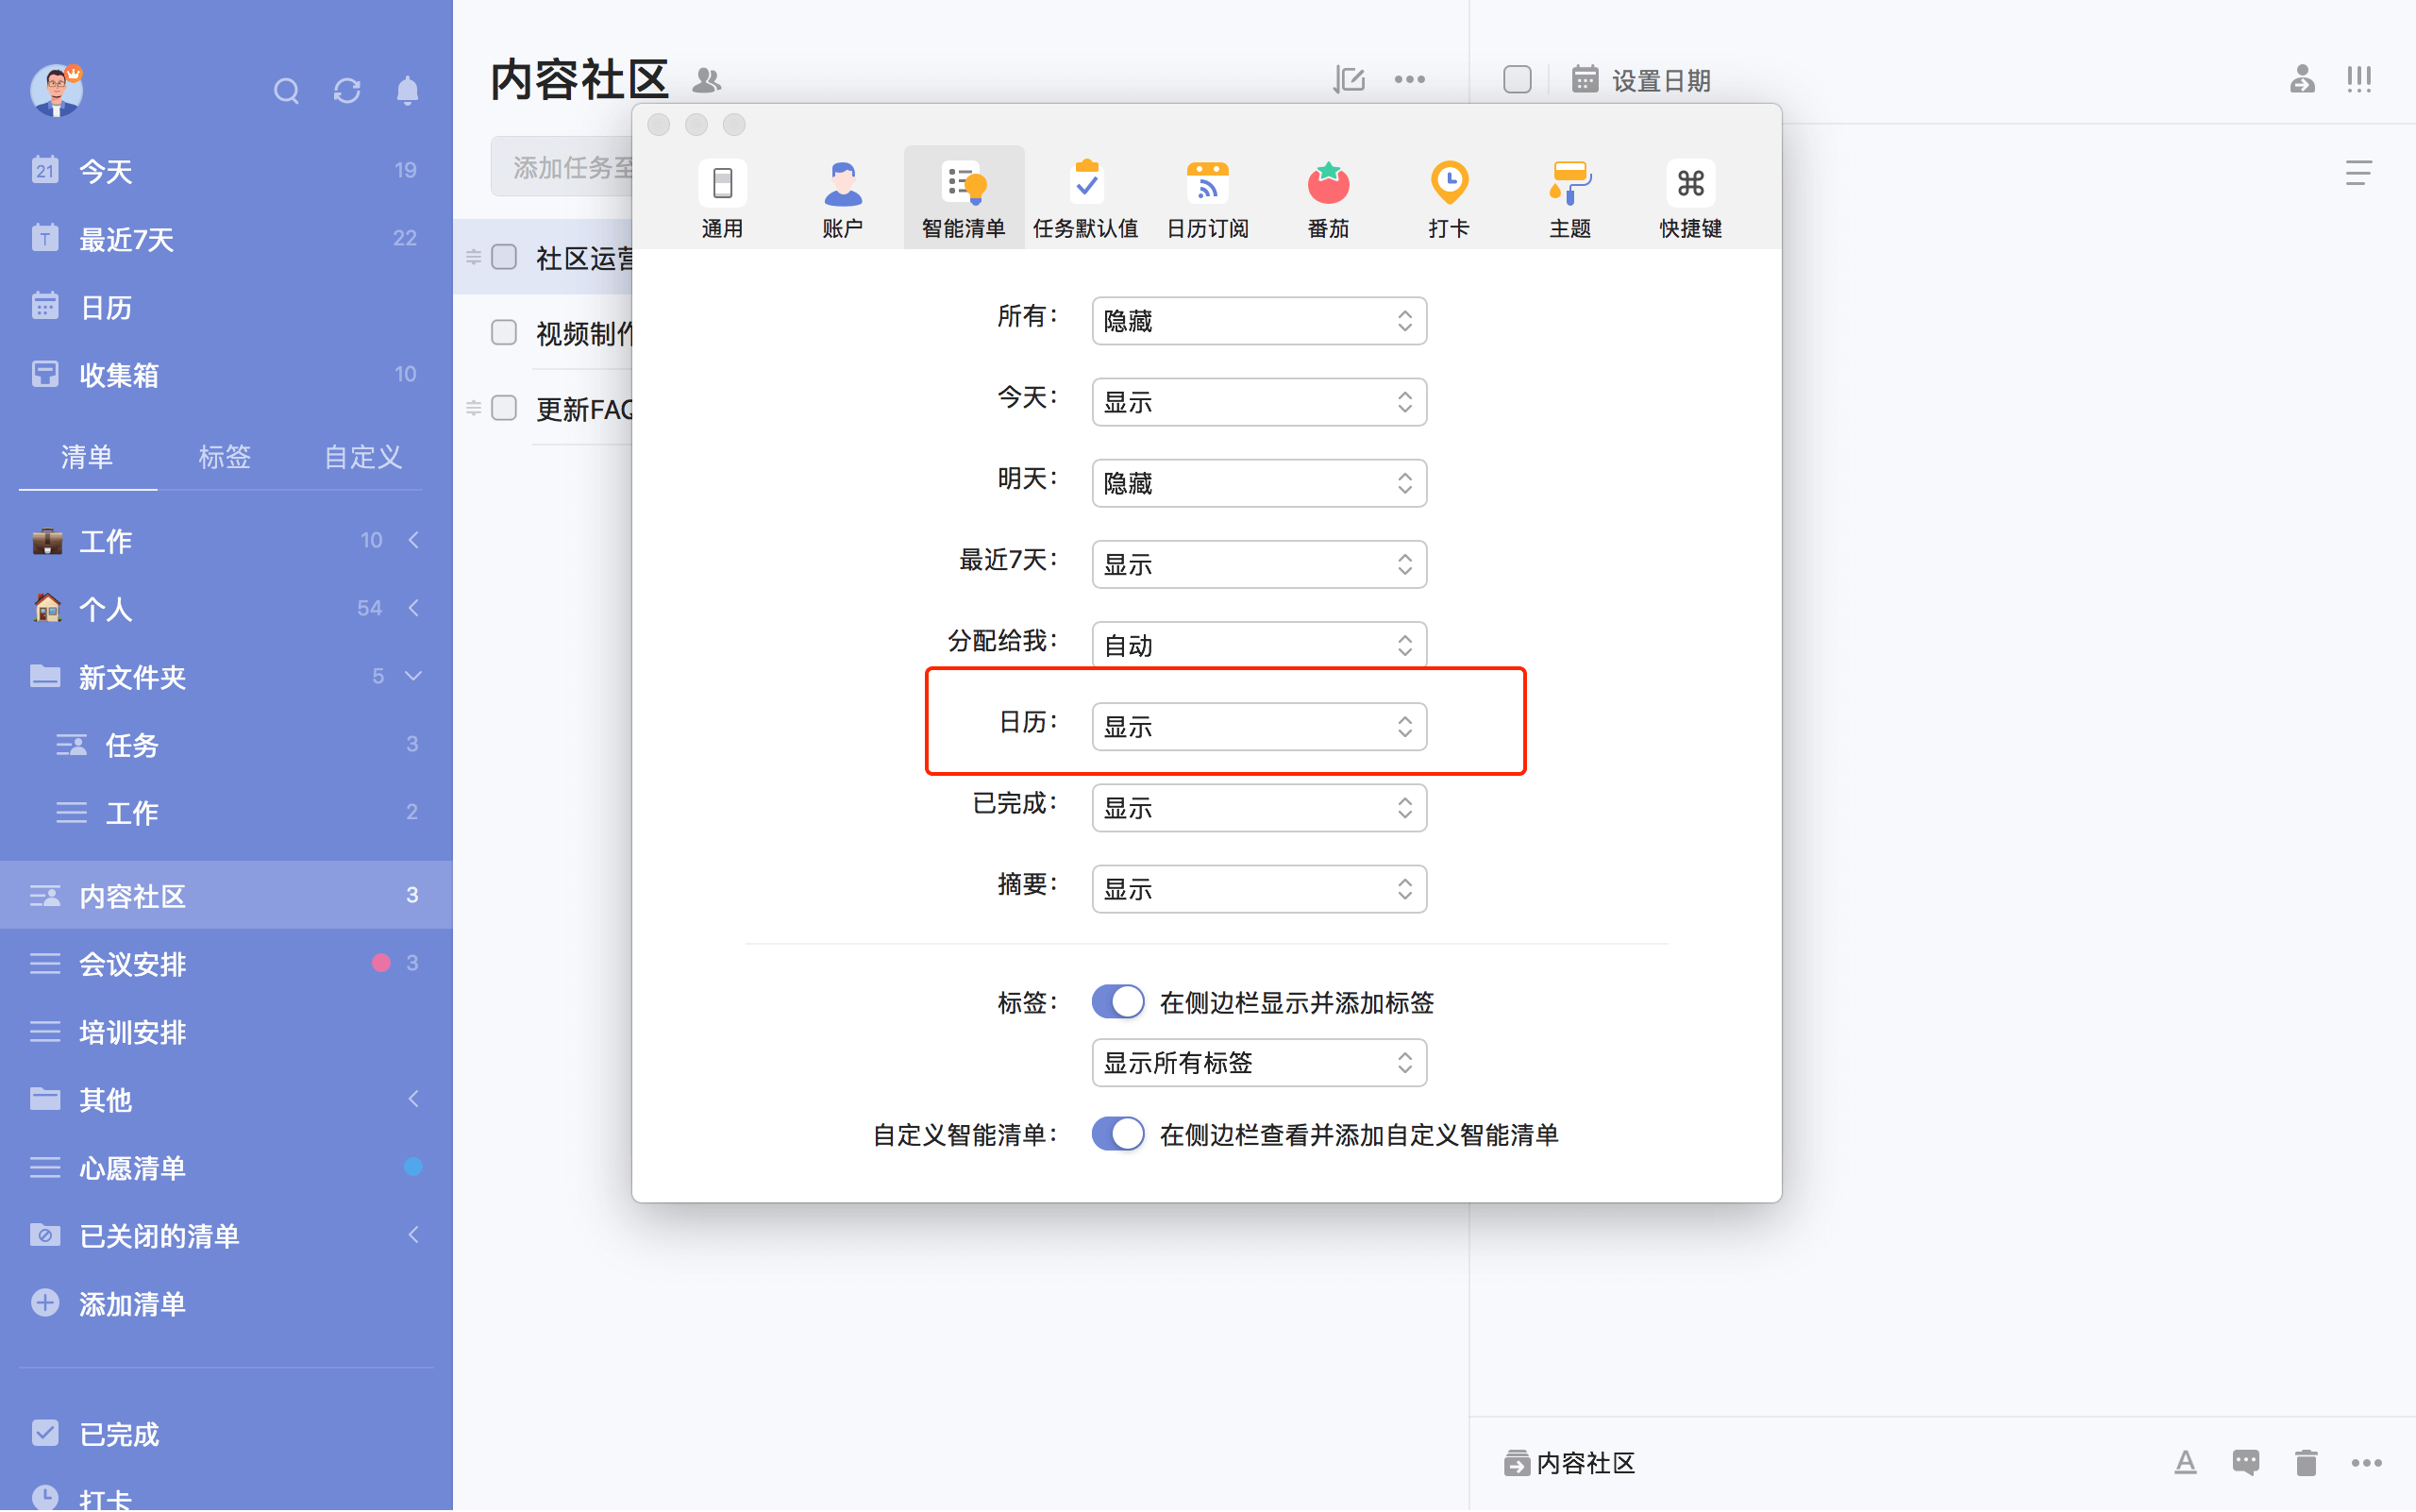 21 今天 19
T 最近7天 22
日历
收集箱 10
清单 标签 自定义
工作 10
个人 54
新文件夹 5
任务 3
工作 2
内容社区 3
会议安排 3
培训安排
其他
心愿清单
已关闭的清单
添加清单
已完成
打卡
内容社区
添加任务至
社区运营
视频制作
更新FAQ
设置日期
通用 账户 智能清单 任务默认值 日历订阅 番茄 打卡 主题 快捷键
所有: 隐藏
今天: 显示
明天: 隐藏
最近7天: 显示
分配给我: 自动
日历: 显示
已完成: 显示
摘要: 显示
标签: 在侧边栏显示并添加标签
显示所有标签
自定义智能清单: 在侧边栏查看并添加自定义智能清单
内容社区